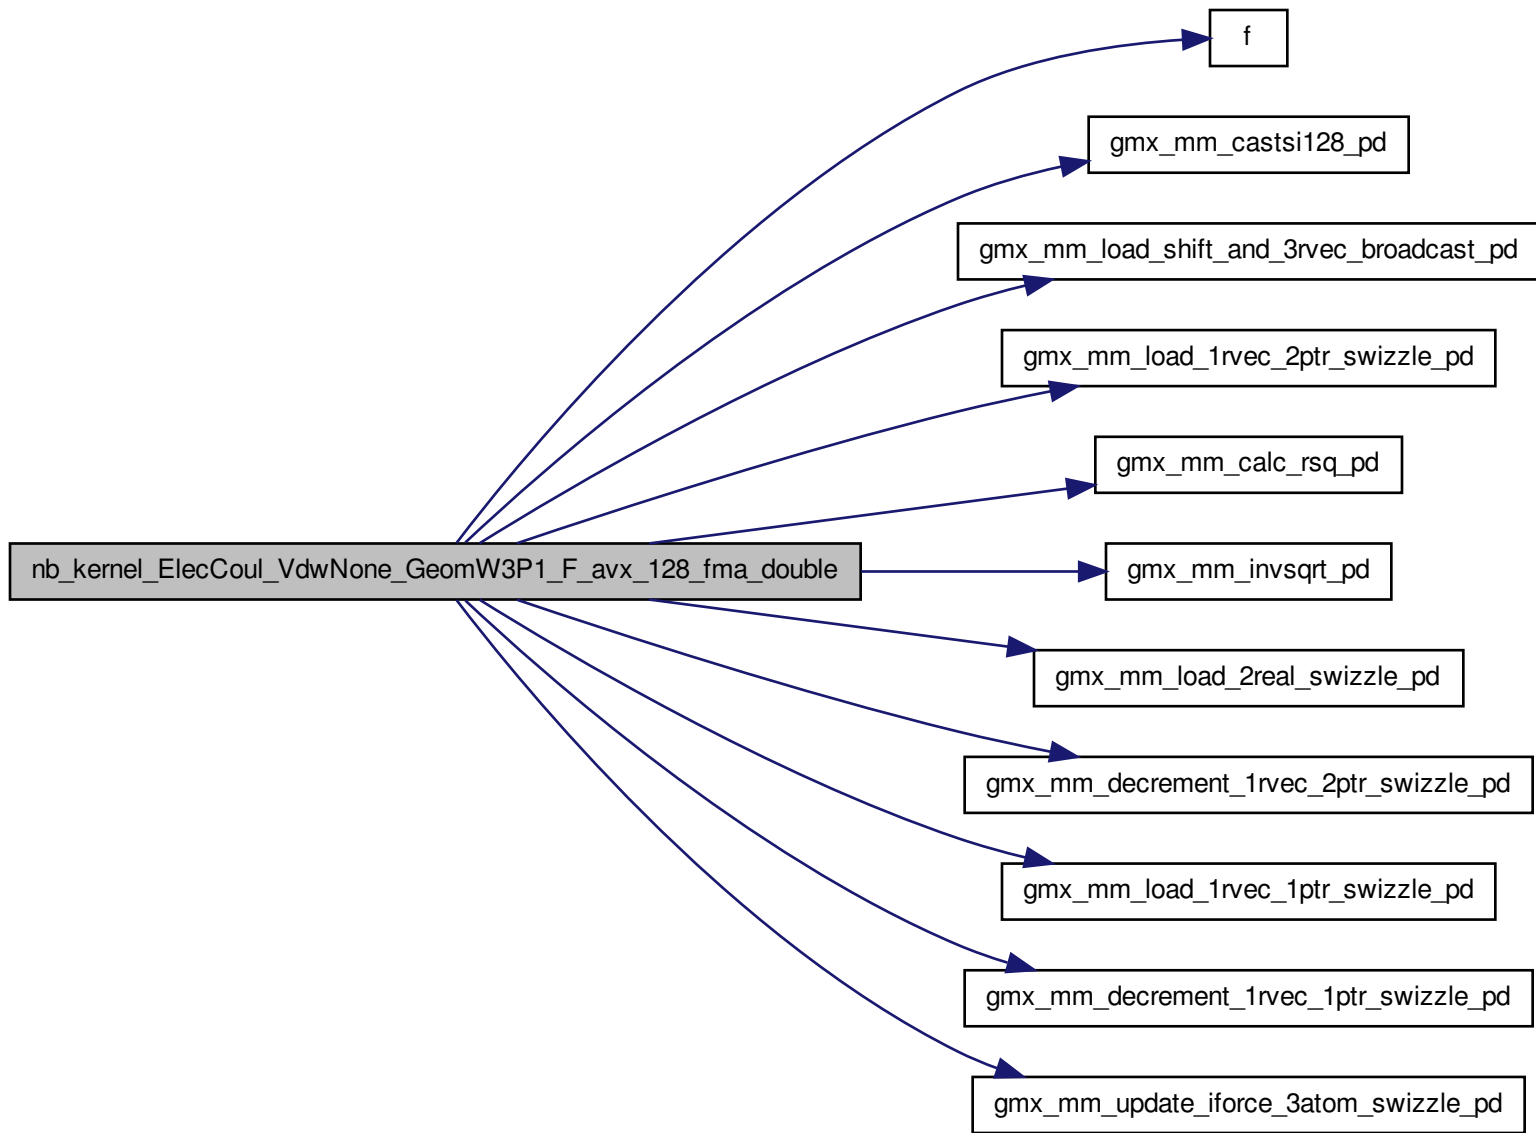 f
gmx_mm_castsi128_pd
gmx_mm_load_shift_and_3rvec_broadcast_pd
gmx_mm_load_1rvec_2ptr_swizzle_pd
gmx_mm_calc_rsq_pd
nb_kernel_ElecCoul_VdwNone_GeomW3P1_F_avx_128_fma_double
gmx_mm_invsqrt_pd
gmx_mm_load_2real_swizzle_pd
gmx_mm_decrement_1rvec_2ptr_swizzle_pd
gmx_mm_load_1rvec_1ptr_swizzle_pd
gmx_mm_decrement_1rvec_1ptr_swizzle_pd
gmx_mm_update_iforce_3atom_swizzle_pd